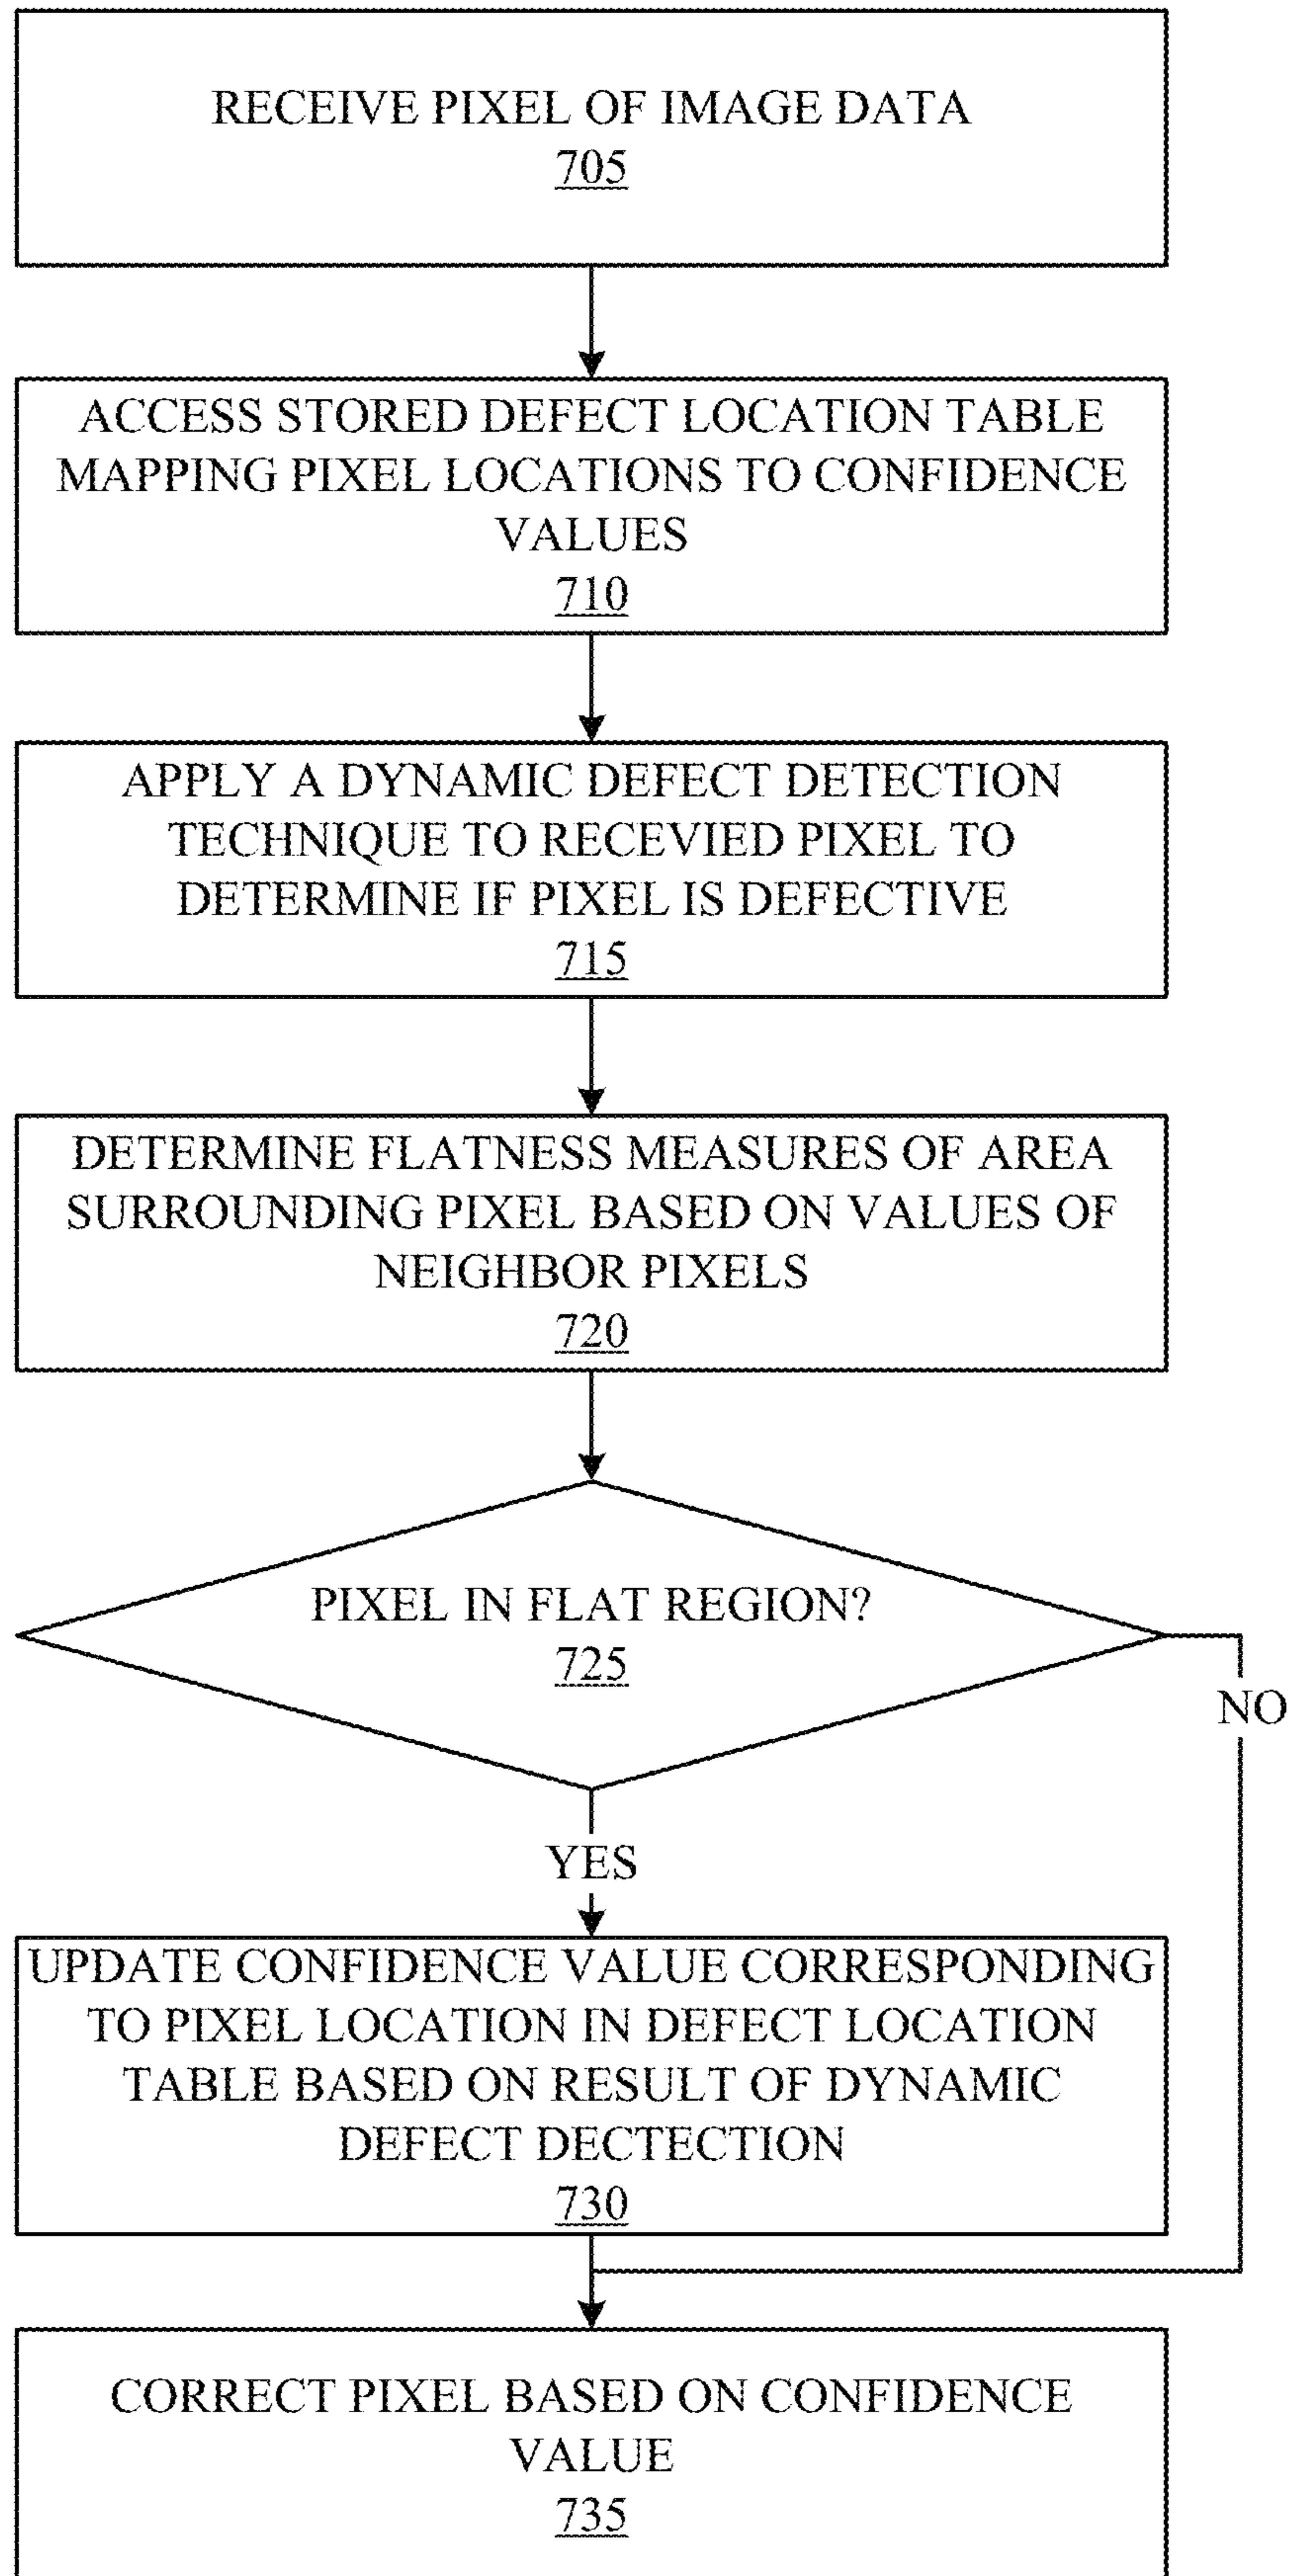 RECEIVE PIXEL OF IMAGE DATA
705
ACCESS STORED DEFECT LOCATION TABLE
MAPPING PIXEL LOCATIONS TO CONFIDENCE
VALUES
710
APPLY A DYNAMIC DEFECT DETECTION
TECHNIQUE TO RECEVIED PIXEL TO
DETERMINE IF PIXEL IS DEFECTIVE
715
DETERMINE FLATNESS MEASURES OF AREA
SURROUNDING PIXEL BASED ON VALUES OF
NEIGHBOR PIXELS
720
PIXEL IN FLAT REGION?
725
NO
YES
UPDATE CONFIDENCE VALUE CORRESPONDING
TO PIXEL LOCATION IN DEFECT LOCATION
TABLE BASED ON RESULT OF DYNAMIC
DEFECT DECTECTION
730
CORRECT PIXEL BASED ON CONFIDENCE
VALUE
735